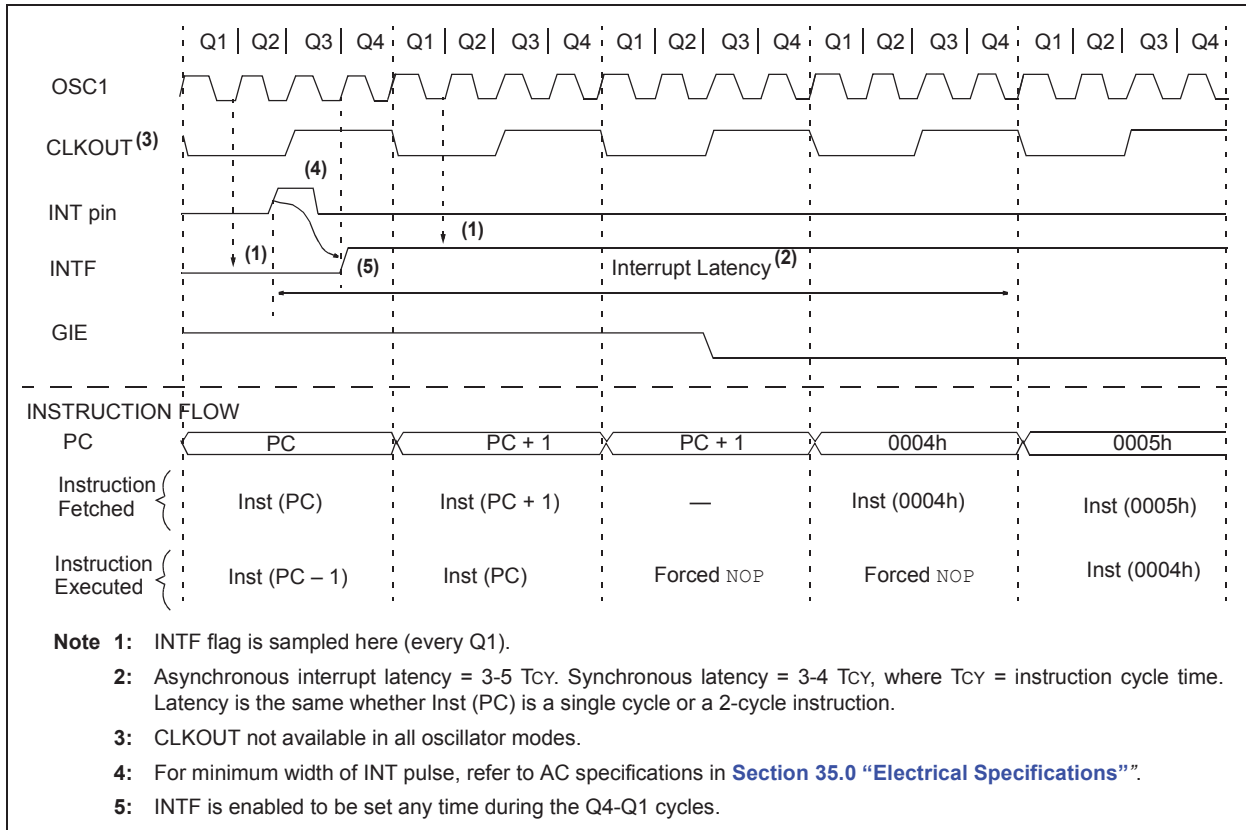 Q1 Q2 Q3 Q4 Q1 Q2 Q3 Q4 Q1 Q2 Q3 Q4 Q1 Q2 Q3 Q4 Q1 Q2 Q3 Q4
OSC1
CLKOUT (3)
(4)
INT pin
(1) (1)
INTF (5) Interrupt Latency (2)
GIE
INSTRUCTION FLOW
PC PC PC + 1 PC + 1 0004h 0005h
Instruction
Fetched
Inst (PC) Inst (PC + 1) — Inst (0004h) Inst (0005h)
Instruction
Executed
Inst (PC – 1) Inst (PC) Forced NOP Forced NOP Inst (0004h)
Note 1: INTF flag is sampled here (every Q1).
2: Asynchronous interrupt latency = 3-5 TCY. Synchronous latency = 3-4 TCY, where TCY = instruction cycle time.
Latency is the same whether Inst (PC) is a single cycle or a 2-cycle instruction.
3: CLKOUT not available in all oscillator modes.
4: For minimum width of INT pulse, refer to AC specifications in Section 35.0 “Electrical Specifications””.
5: INTF is enabled to be set any time during the Q4-Q1 cycles.